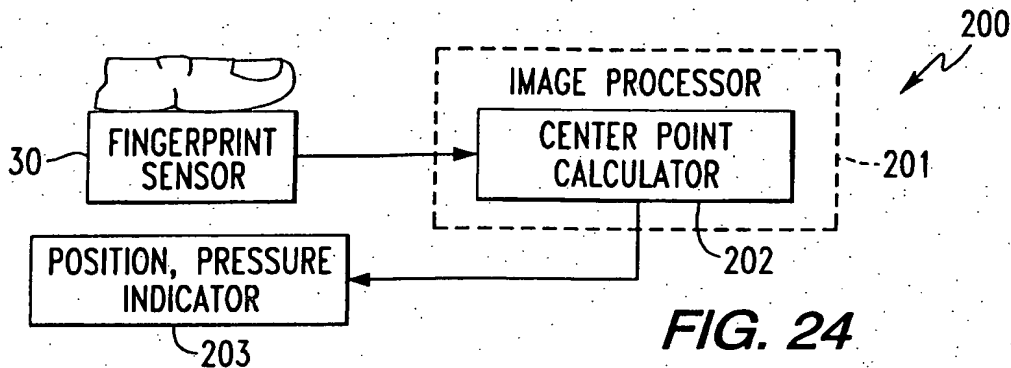 200
IMAGE PROCESSOR
FINGERPRINT
SENSOR
30
CENTER POINT
CALCULATOR
201
202
POSITION, PRESSURE
INDICATOR
203
FIG. 24